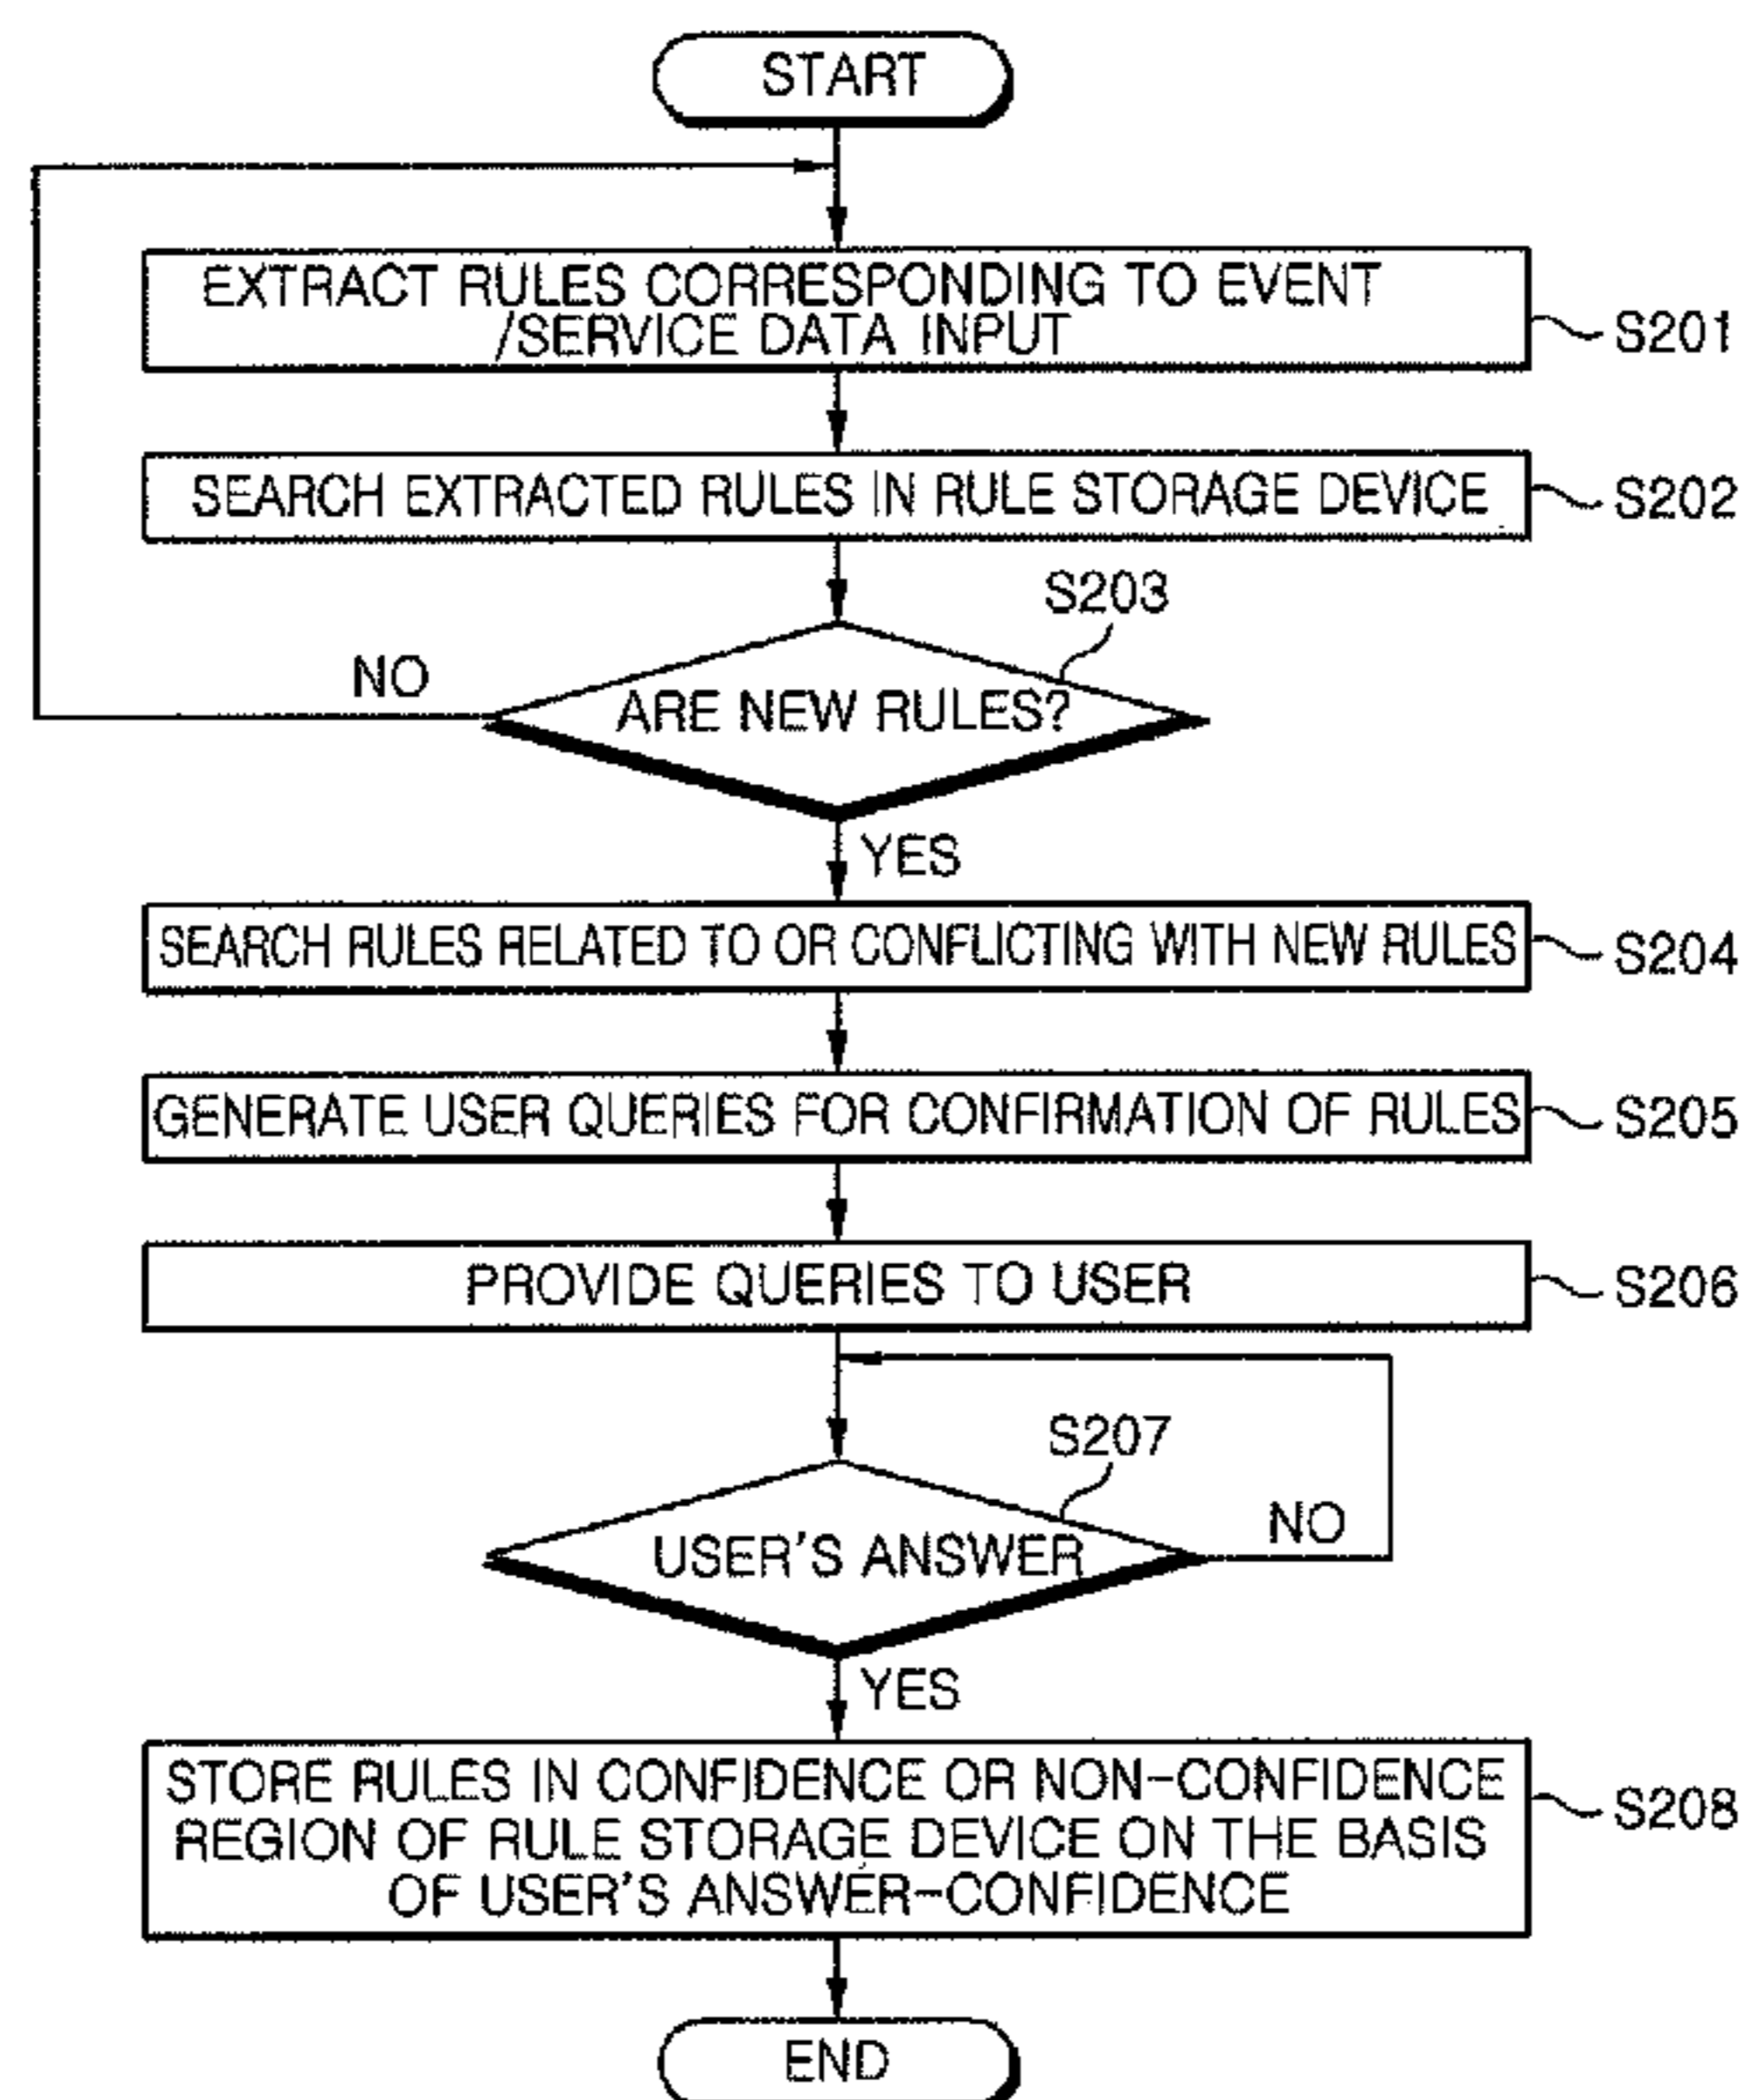 START
EXTRACT RULES CORRESPONDING TO EVENT
/SERVICE DATA INPUT
S201
SEARCH EXTRACTED RULES IN RULE STORAGE DEVICE
S202
S203
NO
ARE NEW RULES?
YES
SEARCH RULES RELATED TO OR CONFLICTING WITH NEW RULES
S204
GENERATE USER QUERIES FOR CONFIRMATION OF RULES
S205
PROVIDE QUERIES TO USER
S206
S207
NO
USER'S ANSWER
YES
STORE RULES IN CONFIDENCE OR NON-CONFIDENCE
REGION OF RULE STORAGE DEVICE ON THE BASIS
OF USER'S ANSWER-CONFIDENCE
S208
END